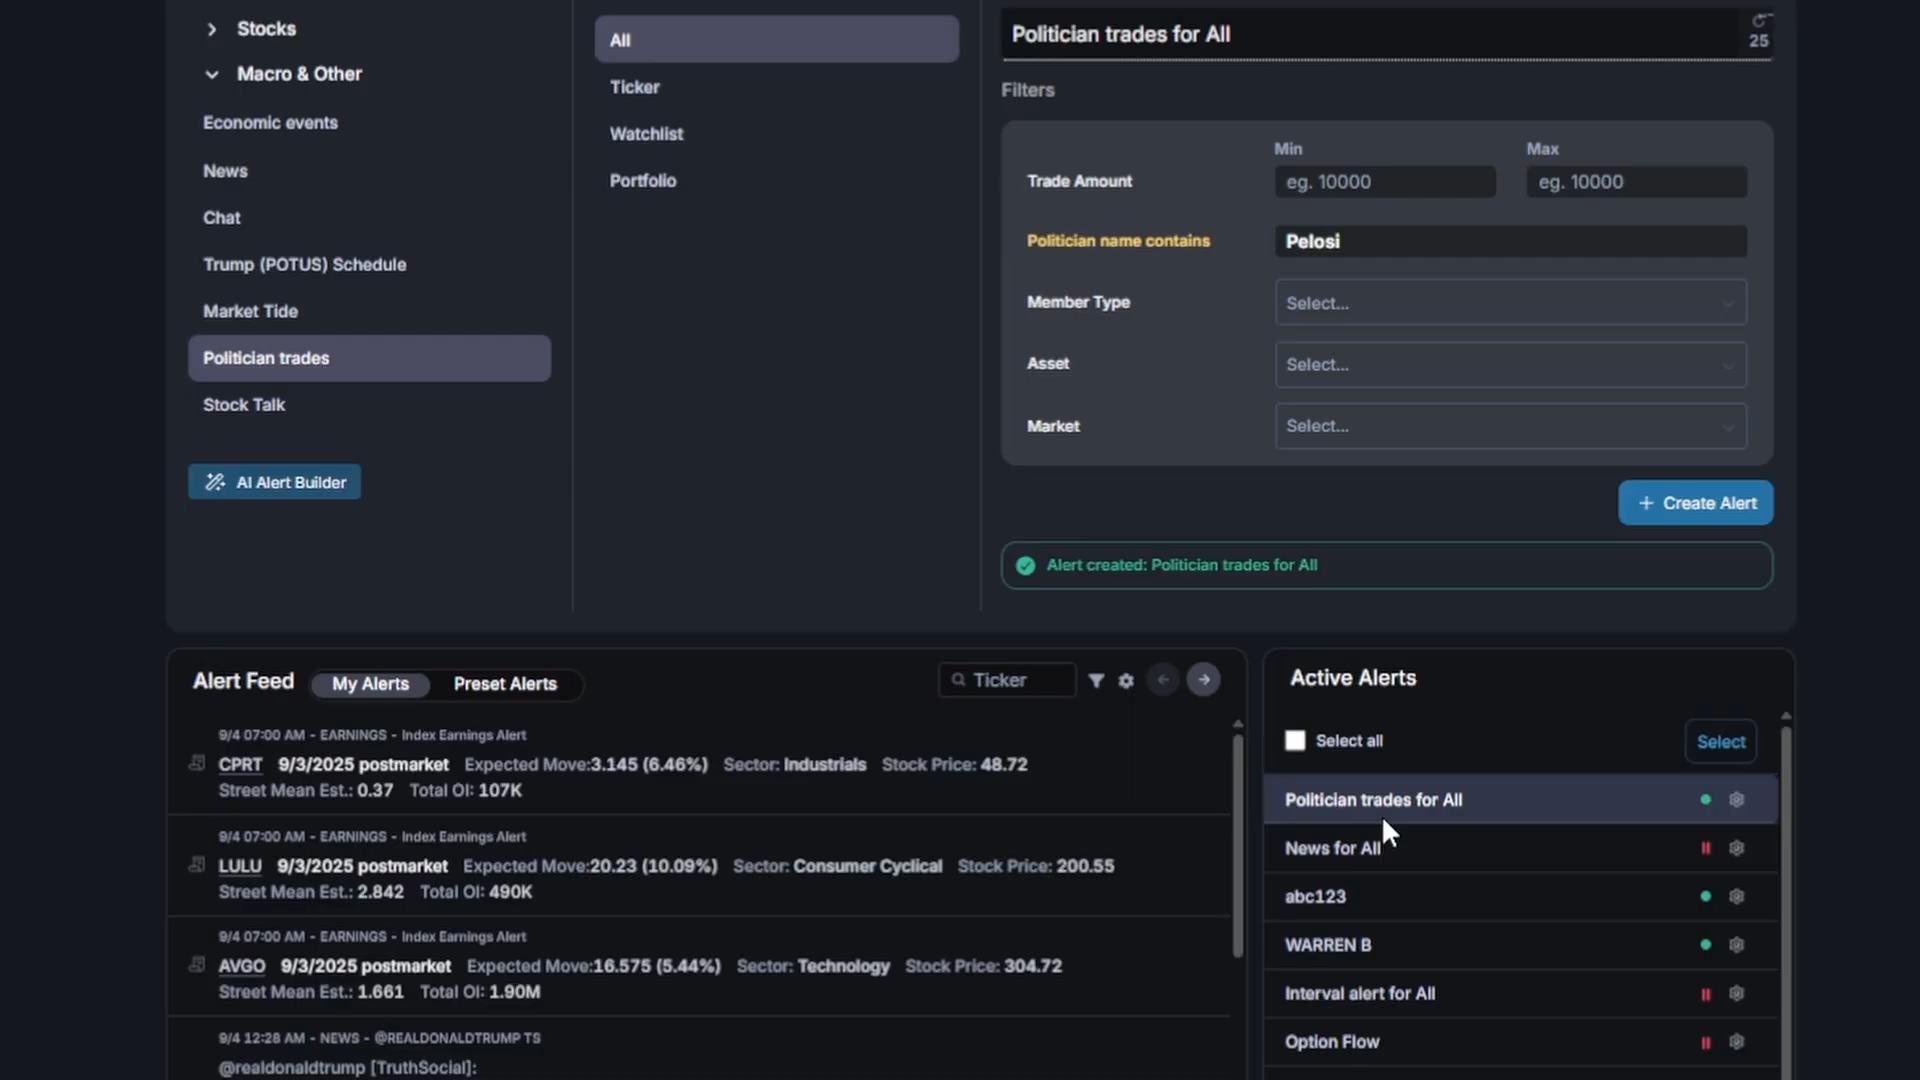 Stocks
Macro & Other
Economic events
News
Chat
Trump (POTUS) Schedule
Market Tide
Politician trades
Stock Talk
AI Alert Builder
All
Ticker
Watchlist
Portfolio
Politician trades for All
25
Filters
Min Max
Trade Amount eg. 10000 eg. 10000
Politician name contains Pelosi
Member Type Select...
Asset Select...
Market Select...
+ Create Alert
Alert created: Politician trades for All
Alert Feed My Alerts Preset Alerts Ticker
9/4 07:00 AM - EARNINGS - Index Earnings Alert
CPRT 9/3/2025 postmarket Expected Move:3.145 (6.46%) Sector: Industrials Stock Price: 48.72
Street Mean Est.: 0.37 Total OI: 107K
9/4 07:00 AM - EARNINGS - Index Earnings Alert
LULU 9/3/2025 postmarket Expected Move:20.23 (10.09%) Sector: Consumer Cyclical Stock Price: 200.55
Street Mean Est.: 2.842 Total OI: 490K
9/4 07:00 AM - EARNINGS - Index Earnings Alert
AVGO 9/3/2025 postmarket Expected Move:16.575 (5.44%) Sector: Technology Stock Price: 304.72
Street Mean Est.: 1.661 Total OI: 1.90M
9/4 12:28 AM - NEWS - @REALDONALDTRUMP TS
@realdonaldtrump [TruthSocial]:
Active Alerts
Select all Select
Politician trades for All
News for All
abc123
WARREN B
Interval alert for All
Option Flow